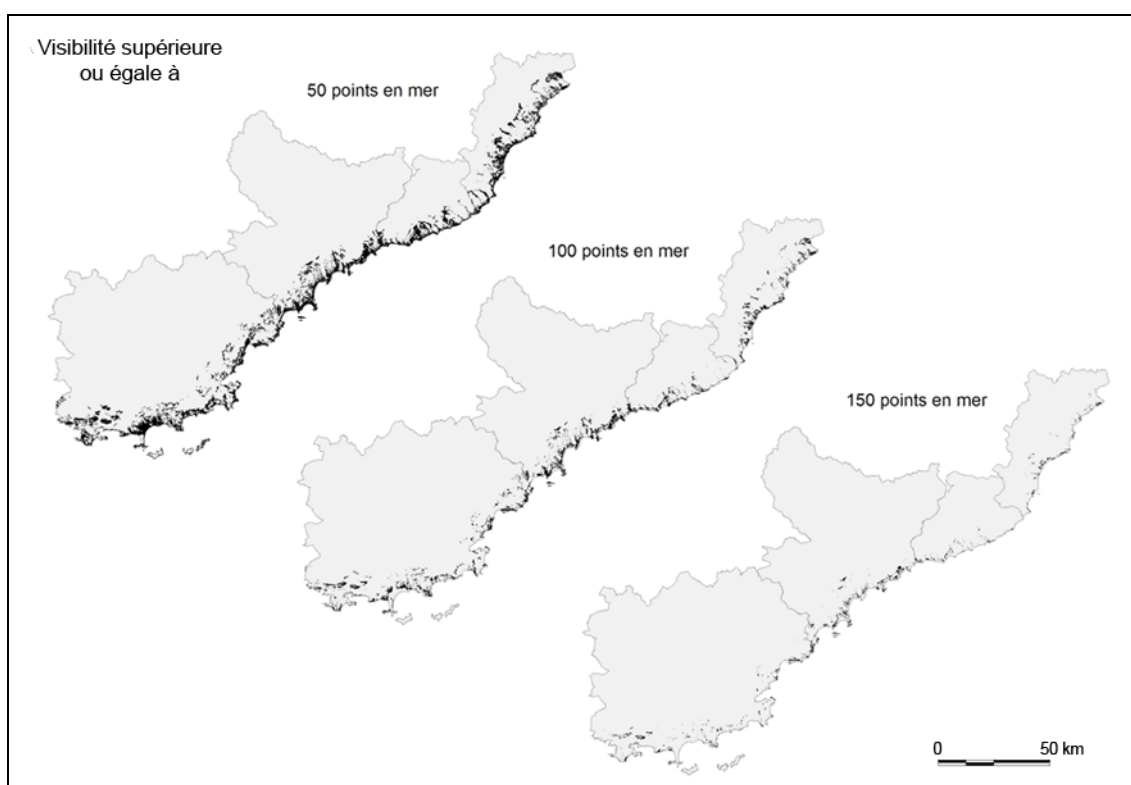 Visibilité supérieure
ou égale à
50 points en mer
100 points en mer
150 points en mer
0 50 km